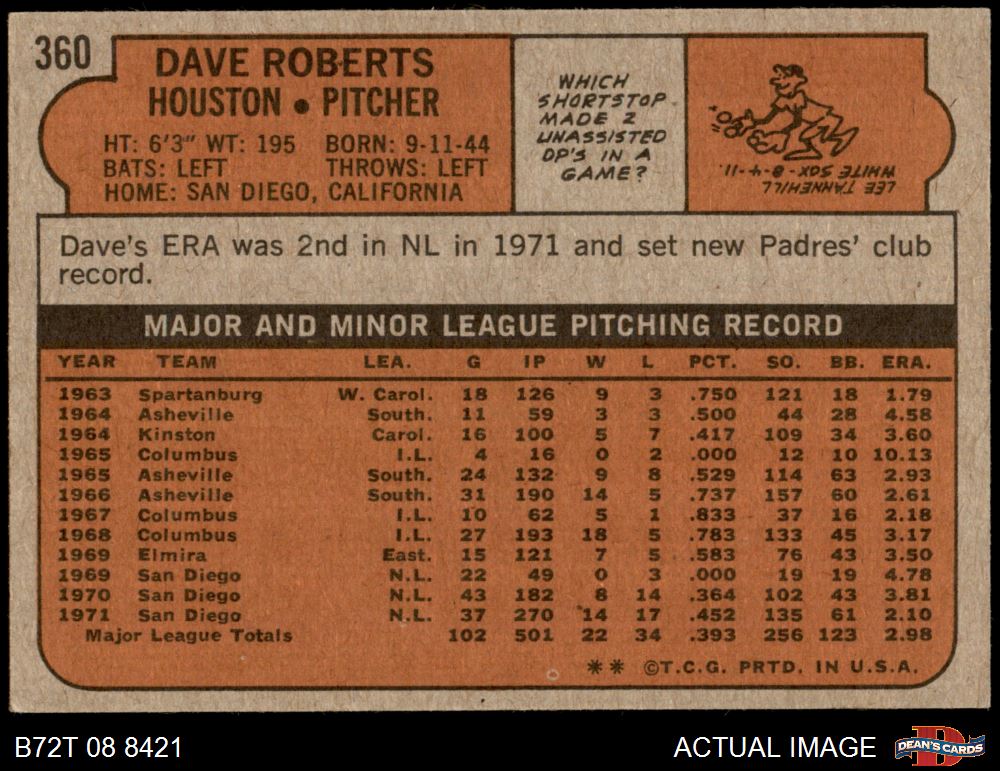 360
DAVE ROBERTS
HOUSTON • PITCHER
HT: 6'3" WT: 195 BORN: 9-11-44
BATS: LEFT THROWS: LEFT
HOME: SAN DIEGO, CALIFORNIA
WHICH
SHORTSTOP
MADE 2
UNASSISTED
DP'S IN A
GAME?
LEE TANNEHILL
WHITE SOX - 8-4-11.
Dave's ERA was 2nd in NL in 1971 and set new Padres' club
record.
MAJOR AND MINOR LEAGUE PITCHING RECORD
YEAR TEAM LEA. G IP W L PCT. SO. BB. ERA.
1963 Spartanburg W. Carol. 18 126 9 3 .750 121 18 1.79
1964 Asheville South. 11 59 3 3 .500 44 28 4.58
1964 Kinston Carol. 16 100 5 7 .417 109 34 3.60
1965 Columbus I.L. 4 16 0 2 .000 12 10 10.13
1965 Asheville South. 24 132 9 8 .529 114 63 2.93
1966 Asheville South. 31 190 14 5 .737 157 60 2.61
1967 Columbus I.L. 10 62 5 1 .833 37 16 2.18
1968 Columbus I.L. 27 193 18 5 .783 133 45 3.17
1969 Elmira East. 15 121 7 5 .583 76 43 3.50
1969 San Diego N.L. 22 49 0 3 .000 19 19 4.78
1970 San Diego N.L. 43 182 8 14 .364 102 43 3.81
1971 San Diego N.L. 37 270 14 17 .452 135 61 2.10
Major League Totals 102 501 22 34 .393 256 123 2.98
** ©T.C.G. PRTD. IN U.S.A.
B72T 08 8421
ACTUAL IMAGE
DEAN'S CARDS